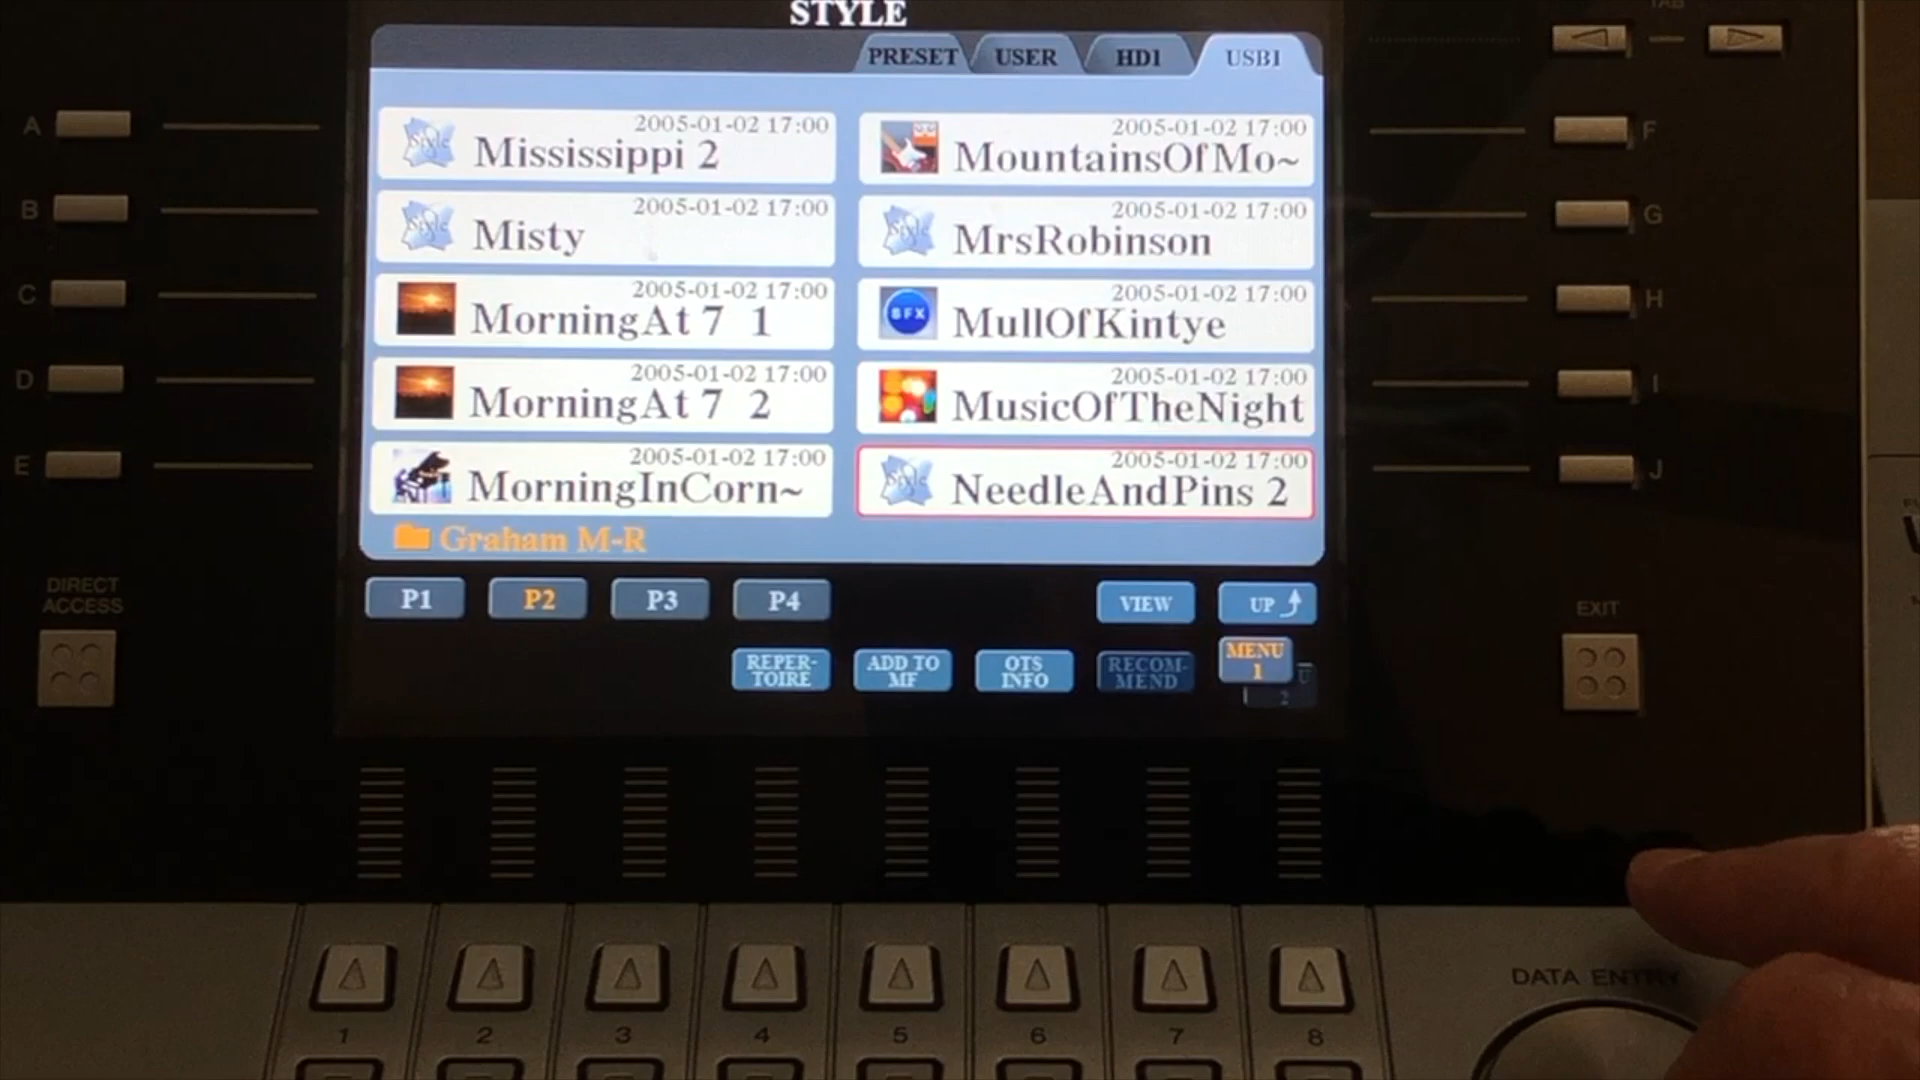 STYLE
PRESET USER HD1 USB1
A
B
C
D
E
2005-01-02 17:00
Mississippi 2
2005-01-02 17:00
Misty
2005-01-02 17:00
MorningAt 7 1
2005-01-02 17:00
MorningAt 7 2
2005-01-02 17:00
MorningInCorn~
2005-01-02 17:00
MountainsOfMo~
2005-01-02 17:00
MrsRobinson
2005-01-02 17:00
SFX
MullOfKintye
2005-01-02 17:00
MusicOfTheNight
2005-01-02 17:00
Style
NeedleAndPins 2
F
G
H
I
J
Graham M-R
P1 P2 P3 P4 VIEW UP
REPER-
TOIRE
ADD TO
MF
OTS
INFO
RECOM-
MEND
MENU
1
2
DIRECT
ACCESS
EXIT
DATA ENTRY
1 2 3 4 5 6 7 8